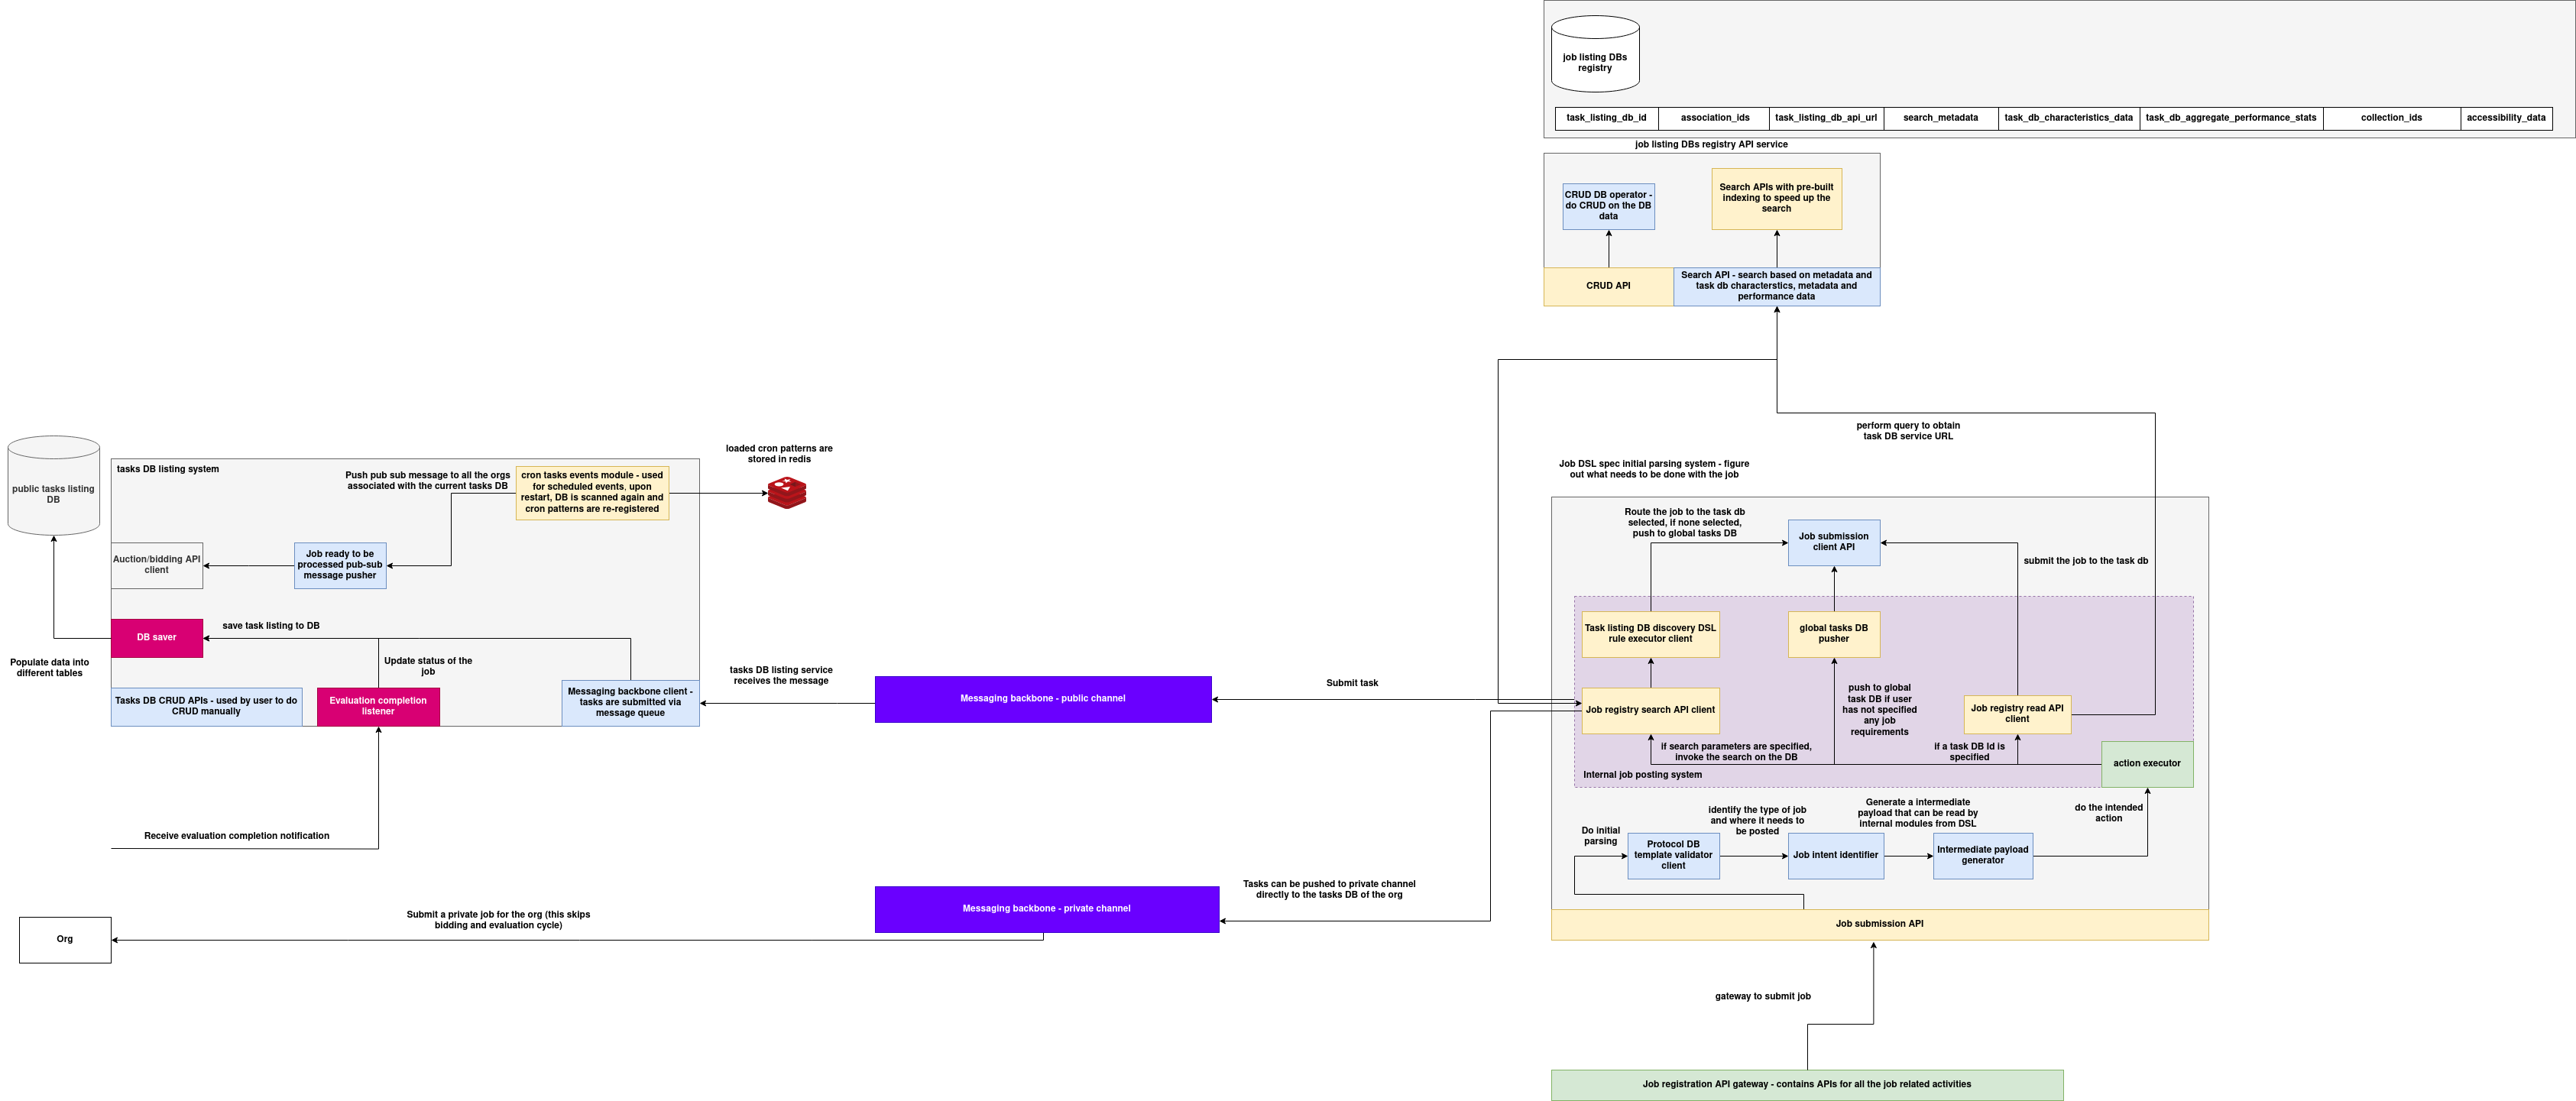 job listing DBs
registry
task_listing_db_id
association_ids
task_listing_db_api_url
search_metadata
task_db_characteristics_data
task_db_aggregate_performance_stats
collection_ids
accessibility_data
job listing DBs registry API service
CRUD DB operator -
do CRUD on the DB
data
Search APIs with pre-built
indexing to speed up the
search
CRUD API
Search API - search based on metadata and
task db characterstics, metadata and
performance data
perform query to obtain
task DB service URL
Job DSL spec initial parsing system - figure
out what needs to be done with the job
Route the job to the task db
selected, if none selected,
push to global tasks DB
Job submission
client API
submit the job to the task db
Task listing DB discovery DSL
rule executor client
global tasks DB
pusher
Job registry search API client
push to global
task DB if user
has not specified
any job
requirements
Job registry read API
client
if search parameters are specified,
invoke the search on the DB
if a task DB Id is
specified
action executor
Internal job posting system
do the intended
action
Do initial
parsing
identify the type of job
and where it needs to
be posted
Generate a intermediate
payload that can be read by
internal modules from DSL
Protocol DB
template validator
client
Job intent identifier
Intermediate payload
generator
Job submission API
gateway to submit job
Job registration API gateway - contains APIs for all the job related activities
public tasks listing
DB
tasks DB listing system
Push pub sub message to all the orgs
associated with the current tasks DB
cron tasks events module - used
for scheduled events, upon
restart, DB is scanned again and
cron patterns are re-registered
loaded cron patterns are
stored in redis
Auction/bidding API
client
Job ready to be
processed pub-sub
message pusher
DB saver
save task listing to DB
Update status of the
job
Populate data into
different tables
Tasks DB CRUD APIs - used by user to do
CRUD manually
Evaluation completion
listener
Messaging backbone client -
tasks are submitted via
message queue
tasks DB listing service
receives the message
Messaging backbone - public channel
Submit task
Receive evaluation completion notification
Org
Submit a private job for the org (this skips
bidding and evaluation cycle)
Messaging backbone - private channel
Tasks can be pushed to private channel
directly to the tasks DB of the org